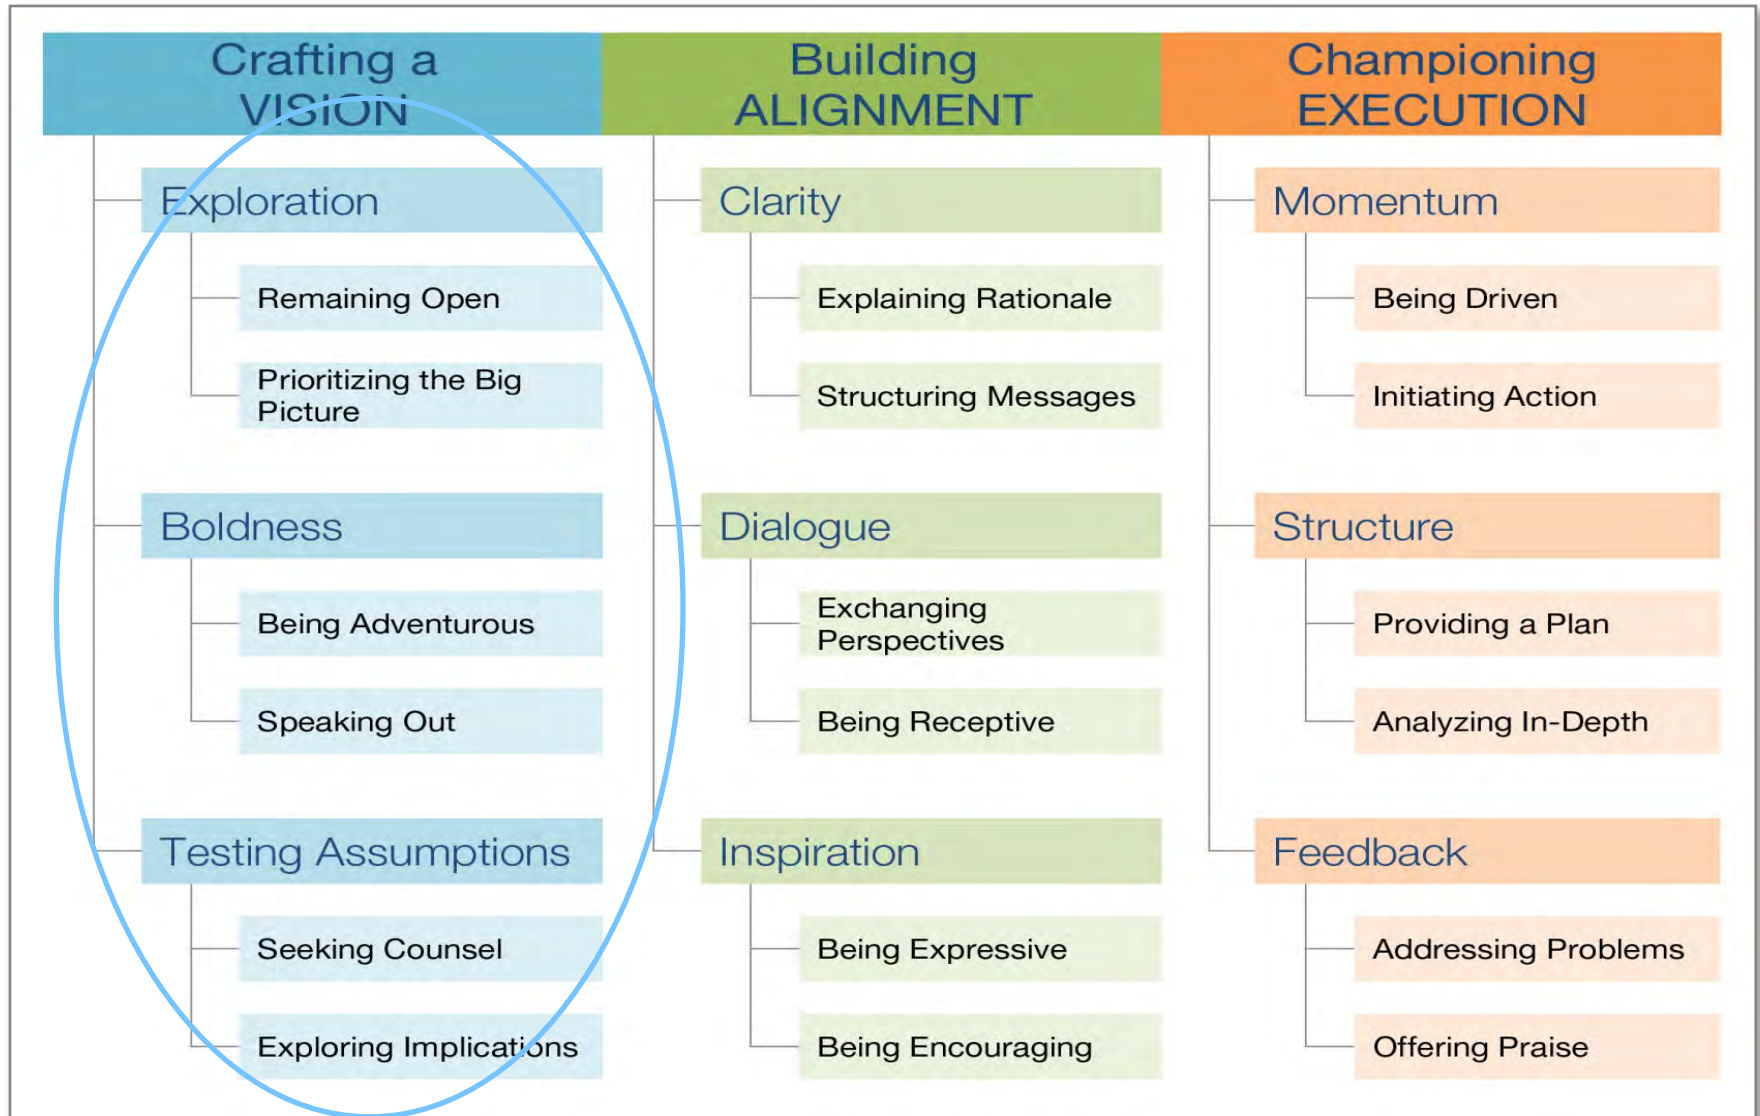 Crafting a
VISION
Exploration
Remaining Open
Prioritizing the Big
Picture
Boldness
Being Adventurous
Speaking Out
Testing Assumptions
Seeking Counsel
Exploring Implications
Building
ALIGNMENT
Clarity
Explaining Rationale
Structuring Messages
Dialogue
Exchanging
Perspectives
Being Receptive
Inspiration
Being Expressive
Being Encouraging
Championing
EXECUTION
Momentum
Being Driven
Initiating Action
Structure
Providing a Plan
Analyzing In-Depth
Feedback
Addressing Problems
Offering Praise